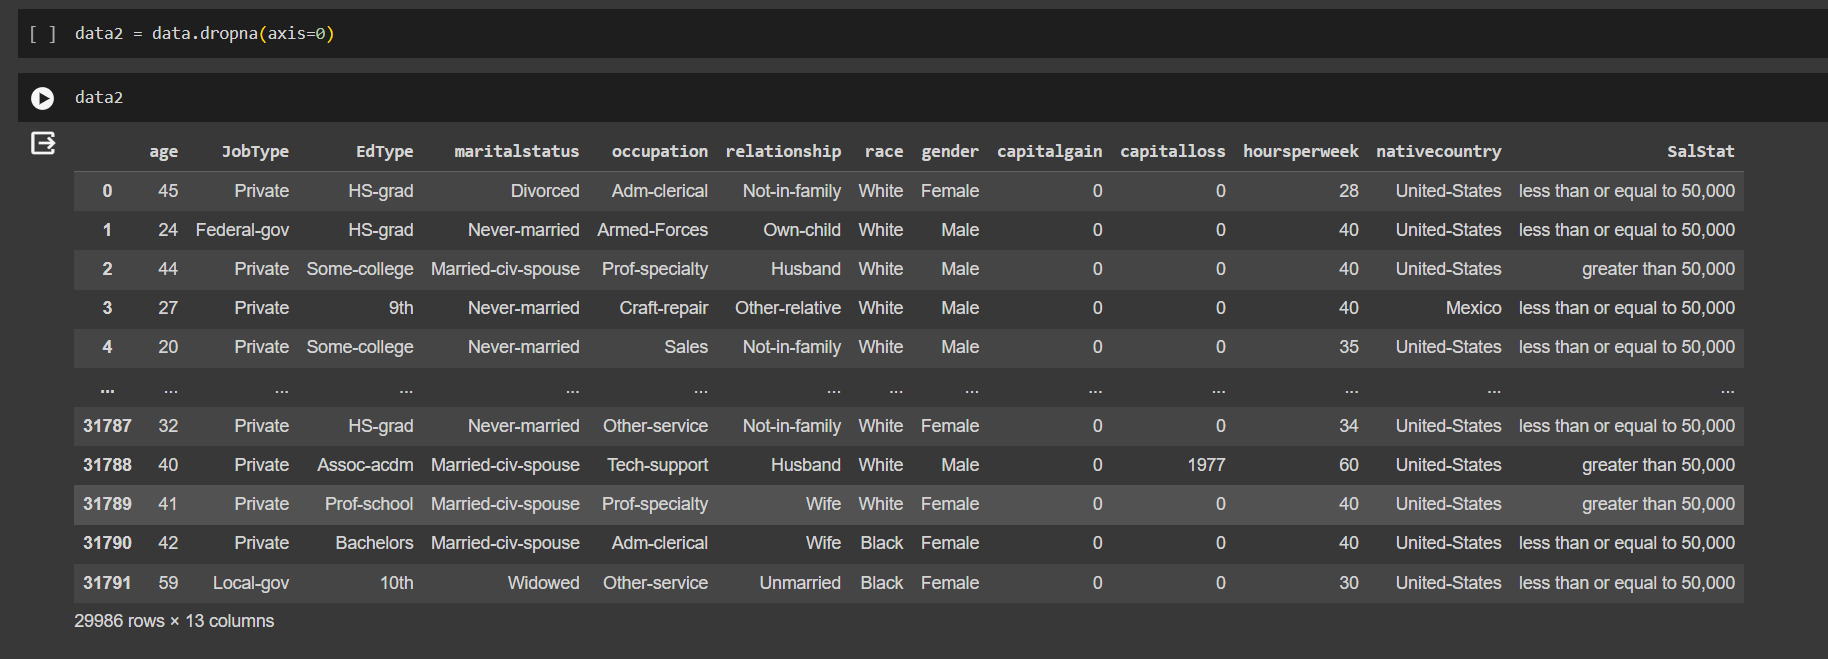 [ ] data2 = data.dropna(axis=0)
data2
age JobType EdType maritalstatus occupation relationship race gender capitalgain capitalloss hoursperweek nativecountry SalStat
0 45 Private HS-grad Divorced Adm-clerical Not-in-family White Female 0 0 28 United-States less than or equal to 50,000
1 24 Federal-gov HS-grad Never-married Armed-Forces Own-child White Male 0 0 40 United-States less than or equal to 50,000
2 44 Private Some-college Married-civ-spouse Prof-specialty Husband White Male 0 0 40 United-States greater than 50,000
3 27 Private 9th Never-married Craft-repair Other-relative White Male 0 0 40 Mexico less than or equal to 50,000
4 20 Private Some-college Never-married Sales Not-in-family White Male 0 0 35 United-States less than or equal to 50,000
... ... ... ... ... ... ... ... ... ... ... ... ... ...
31787 32 Private HS-grad Never-married Other-service Not-in-family White Female 0 0 34 United-States less than or equal to 50,000
31788 40 Private Assoc-acdm Married-civ-spouse Tech-support Husband White Male 0 1977 60 United-States greater than 50,000
31789 41 Private Prof-school Married-civ-spouse Prof-specialty Wife White Female 0 0 40 United-States greater than 50,000
31790 42 Private Bachelors Married-civ-spouse Adm-clerical Wife Black Female 0 0 40 United-States less than or equal to 50,000
31791 59 Local-gov 10th Widowed Other-service Unmarried Black Female 0 0 30 United-States less than or equal to 50,000
29986 rows × 13 columns